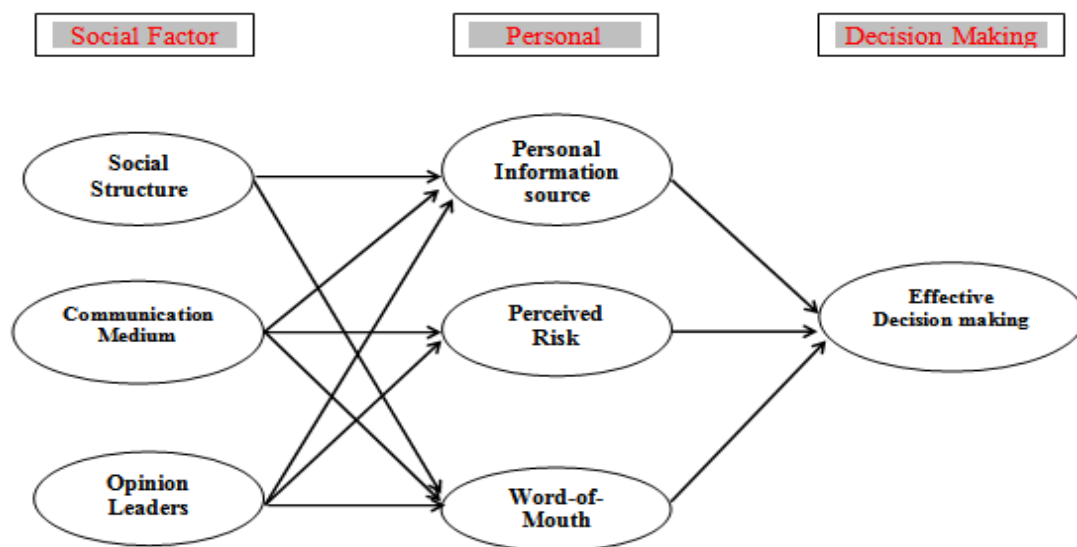 Social Factor
Personal
Decision Making
Social
Structure
Personal
Information
source
Communication
Medium
Perceived
Risk
Effective
Decision making
Opinion
Leaders
Word-of-
Mouth